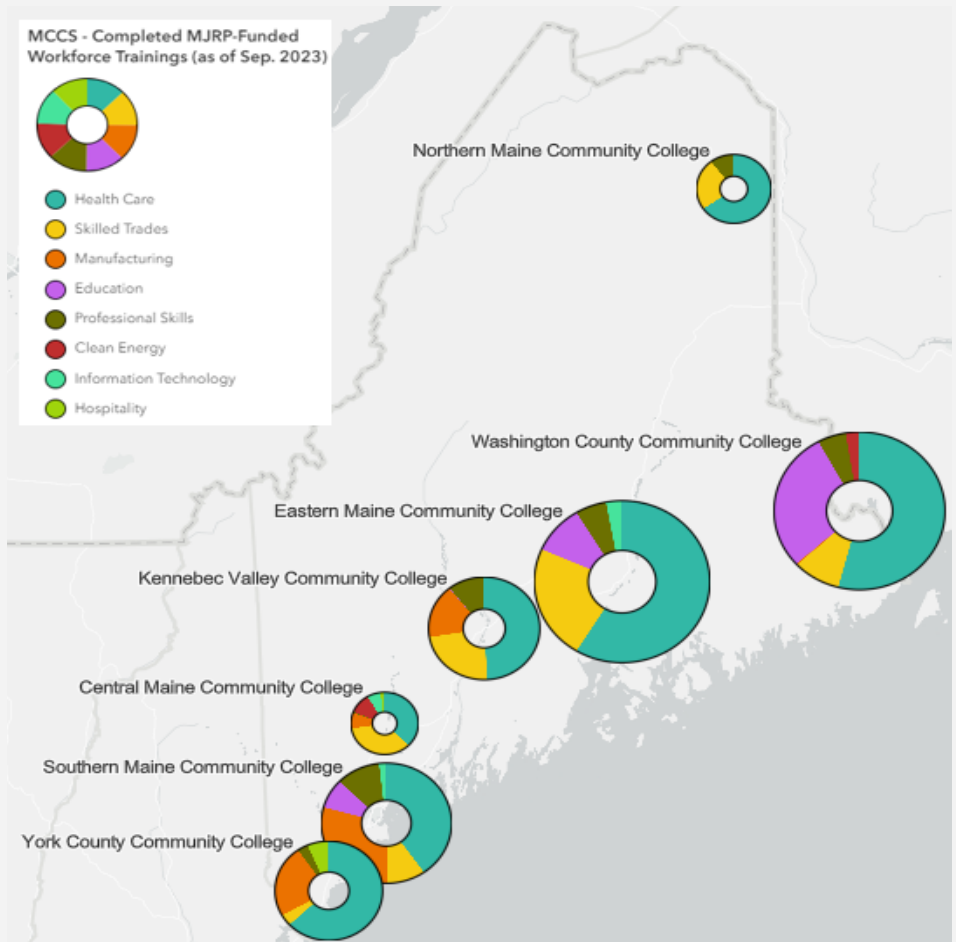 MCCS - Completed MJRP-Funded
Workforce Trainings (as of Sep. 2023)
Health Care
Skilled Trades
Manufacturing
Education
Professional Skills
Clean Energy
Information Technology
Hospitality
Northern Maine Community College
Washington County Community College
Eastern Maine Community College
Kennebec Valley Community College
Central Maine Community College
Southern Maine Community College
York County Community College